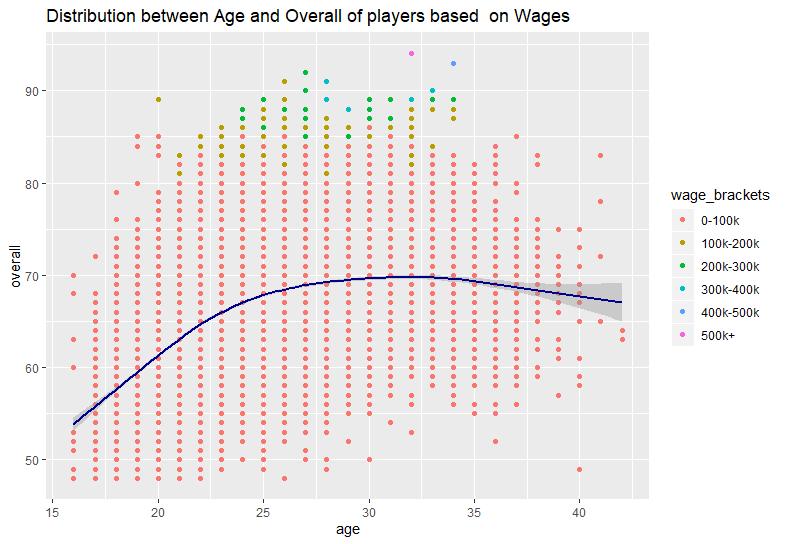 Distribution between Age and Overall of players based  on Wages
overall
90
80
70
60
50
15
20
25
30
35
40
age
wage_brackets
0-100k
100k-200k
200k-300k
300k-400k
400k-500k
500k+